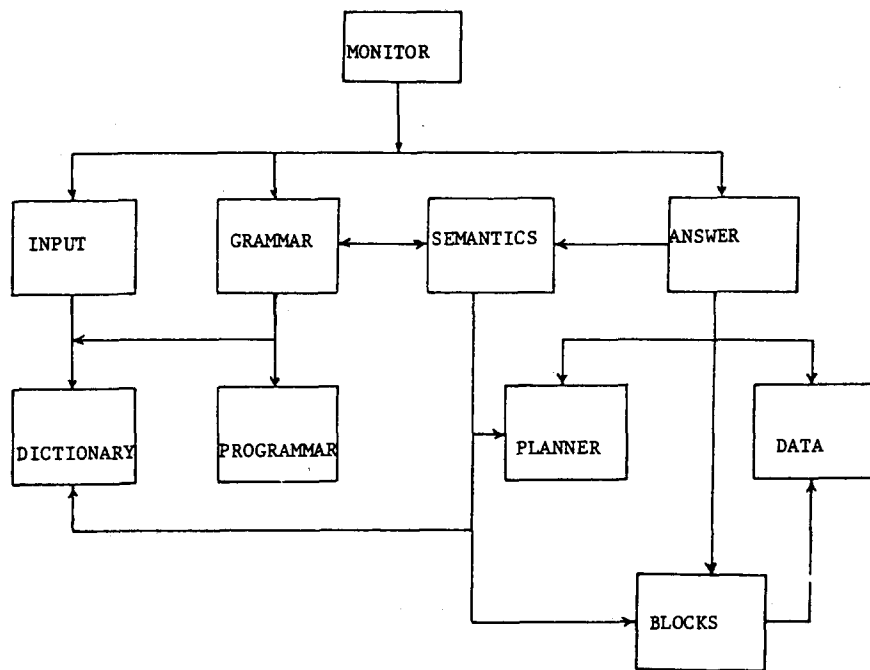 MONITOR
INPUT
GRAMMAR
SEMANTICS
ANSWER
DICTIONARY
PROGRAMMAR
PLANNER
DATA
BLOCKS